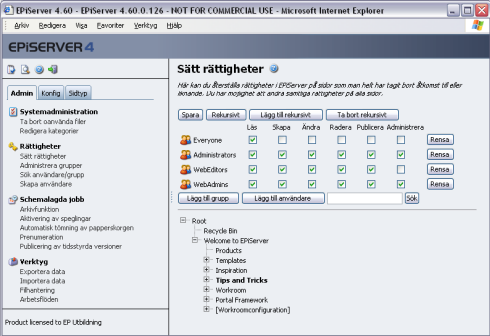 EPiSERVER 4.60 - EPiServer 4.60.0.126 - NOT FOR COMMERCIAL USE - Microsoft Internet Explorer
Arkiv Redigera Visa Favoriter Verktyg Hjälp
EPiSERVER 4
Admin Konfig Sidtyp
Systemadministration
Ta bort oanvända filer
Redigera kategorier
Rättigheter
Sätt rättigheter
Administrera grupper
Sök användare/grupp
Skapa användare
Schemalagda jobb
Arkivfunktion
Aktivering av speglingar
Automatisk tömning av papperskorgen
Prenumeration
Publicering av tidsstyrda versioner
Verktyg
Exportera data
Importera data
Filhantering
Arbetsflöden
Product licensed to EP Utbildning
Sätt rättigheter
Här kan du återställa rättigheter i EPiServer på sidor som man helt har tagit bort åtkomst till eller
liknande. Du har möjlighet att ändra samtliga rättigheter på alla sidor.
Spara Rekursivt Lägg till rekursivt Ta bort rekursivt
Läs Skapa Ändra Radera Publicera Administrera
Everyone Rensa
Administrators Rensa
WebEditors Rensa
WebAdmins Rensa
Lägg till grupp Lägg till användare Sök
Root
Recycle Bin
Welcome to EPiServer
Products
Templates
Inspiration
Tips and Tricks
Workroom
Portal Framework
[Workroomconfiguration]